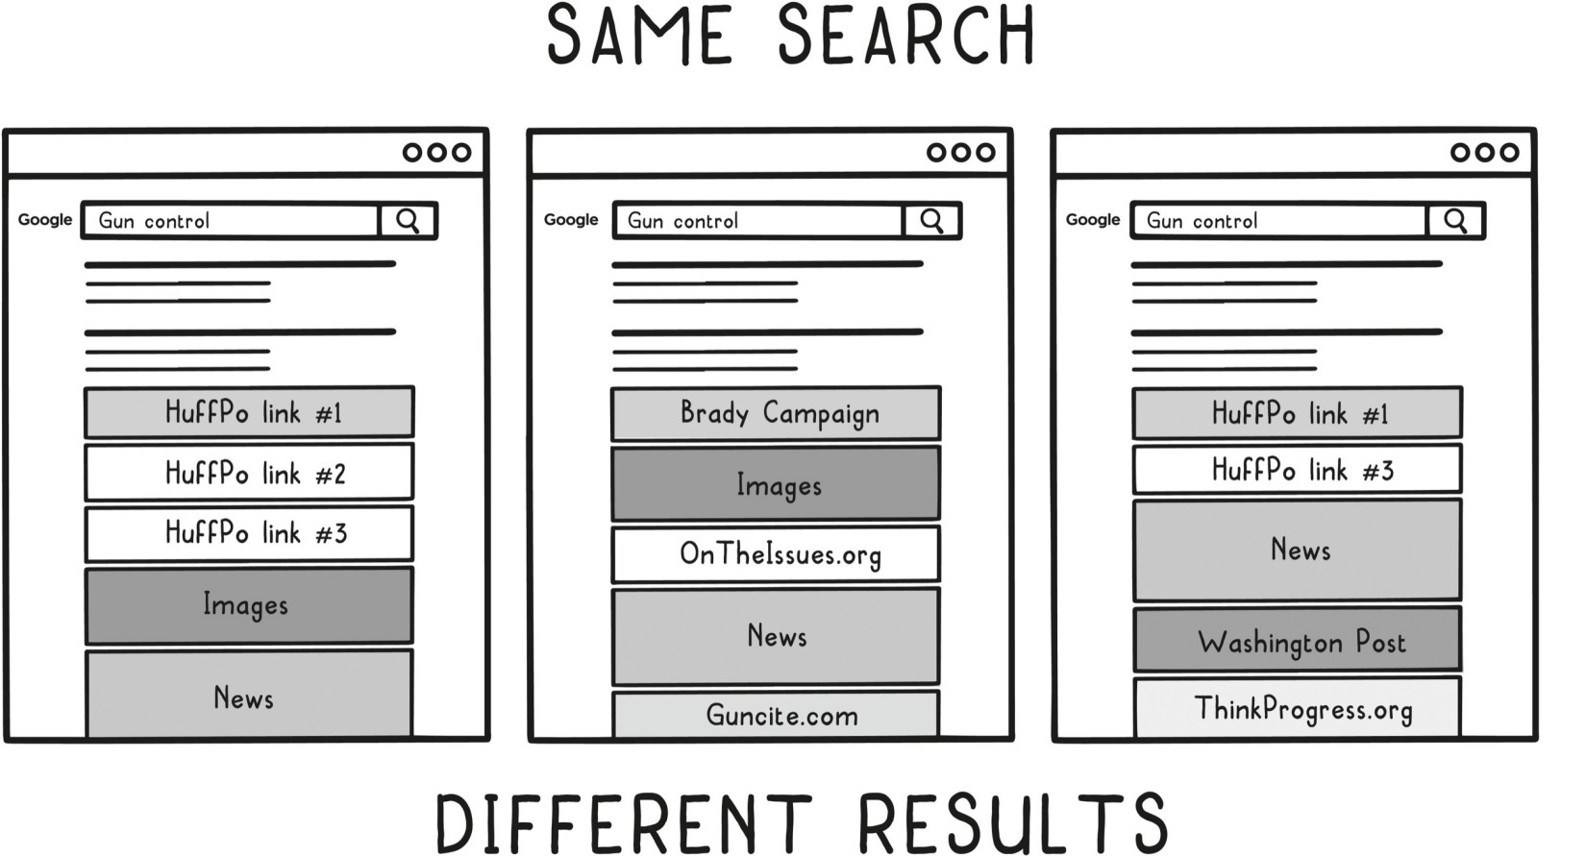 SAME SEARCH
Google Gun control
HuffPo link #1
HuffPo link #2
HuffPo link #3
Images
News
Google Gun control
Brady Campaign
Images
OnTheIssues.org
News
Guncite.com
Google Gun control
HuffPo link #1
HuffPo link #3
News
Washington Post
ThinkProgress.org
DIFFERENT RESULTS